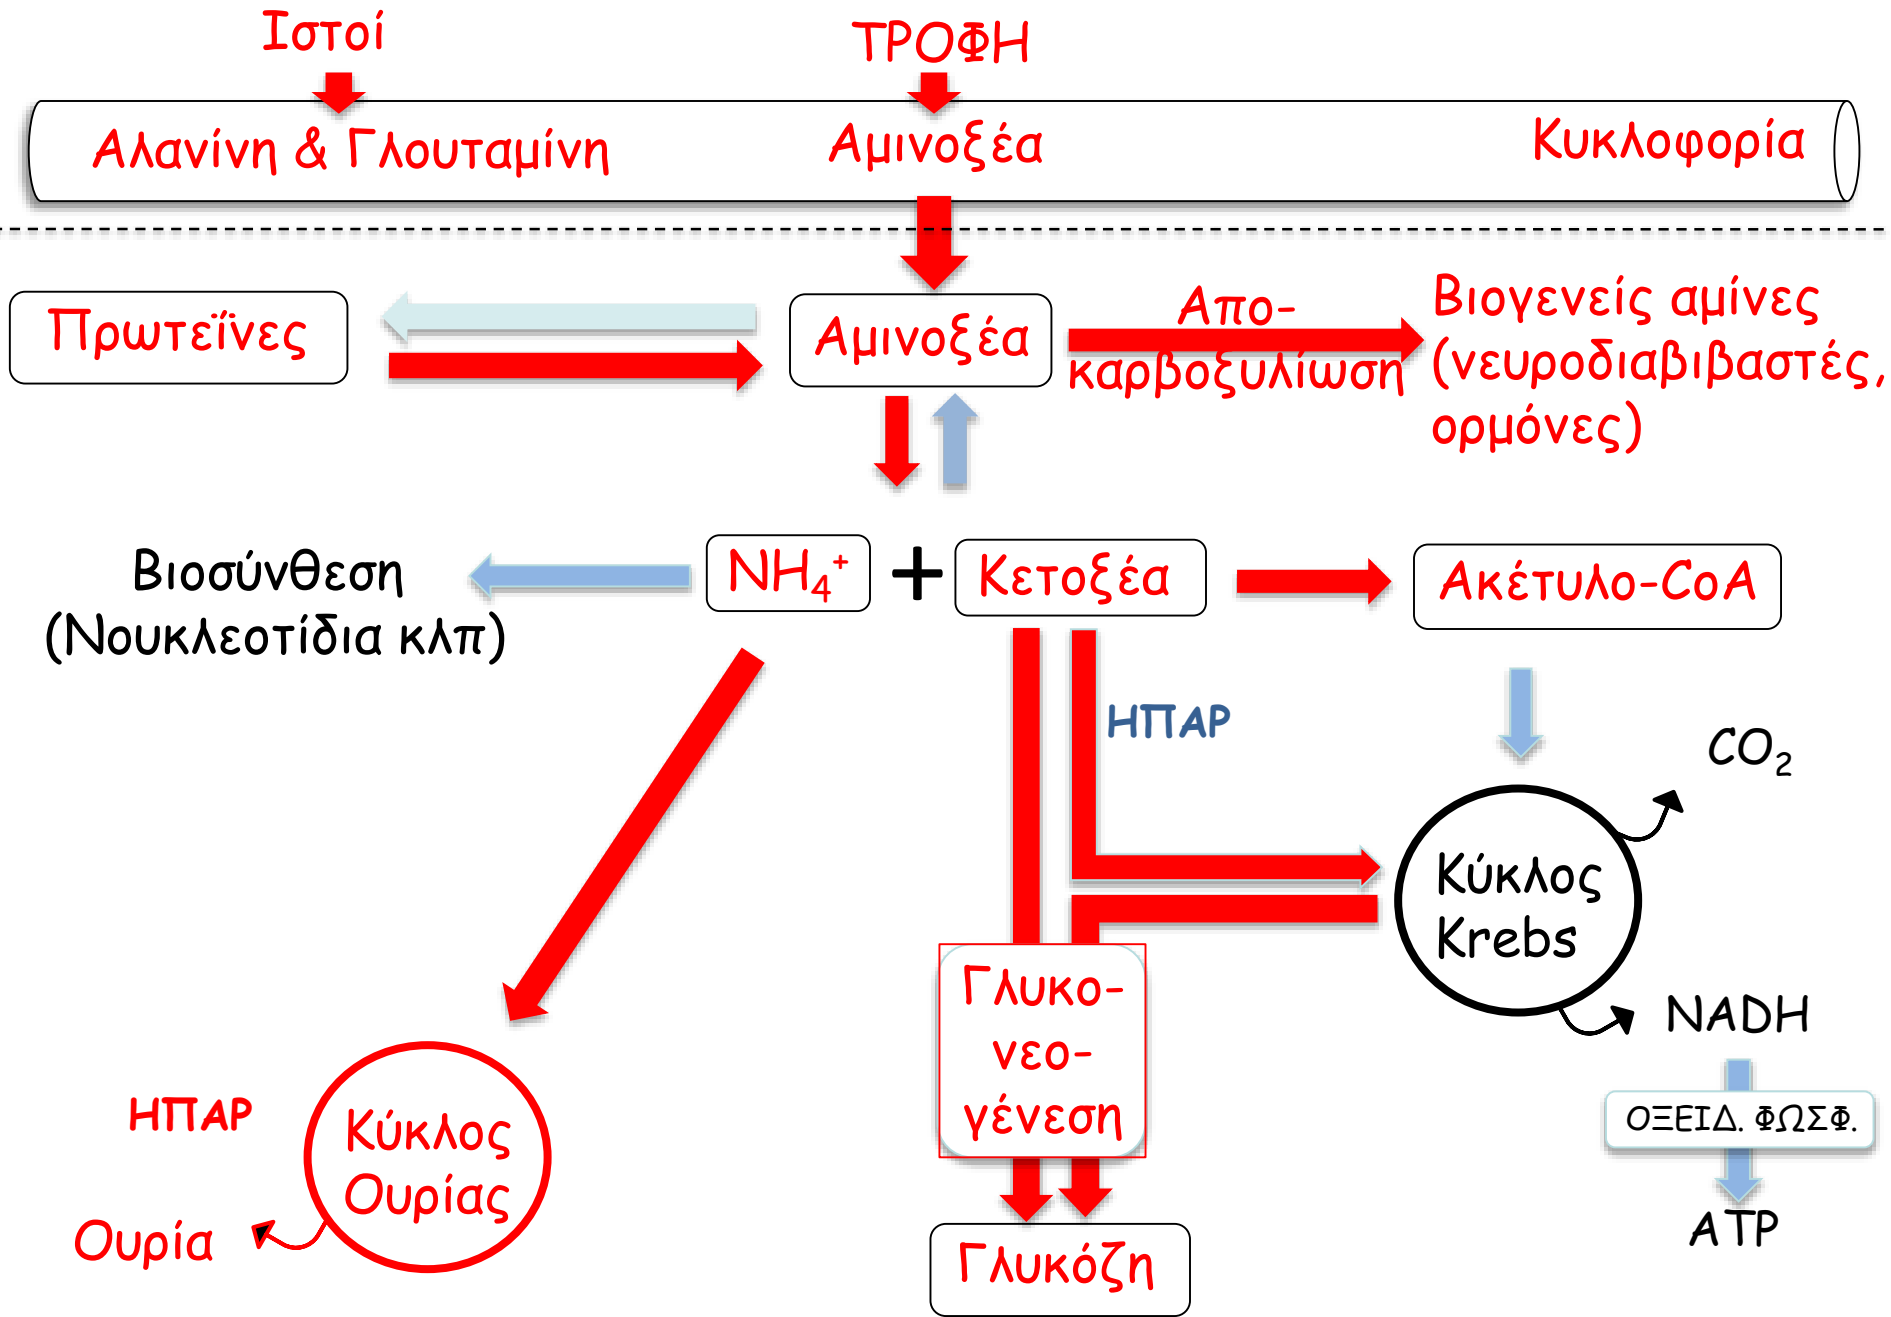 Ιστοί
ΤΡΟΦΗ
Αλανίνη & Γλουταμίνη
Αμινοξέα
Κυκλοφορία
Πρωτεΐνες
Αμινοξέα
Απο-
καρβοξυλίωση
Βιογενείς αμίνες
(νευροδιαβιβαστές,
ορμόνες)
Βιοσύνθεση
(Νουκλεοτίδια κλπ)
NH₄⁺
+
Κετοξέα
Ακέτυλο-CoA
ΗΠΑΡ
CO₂
Κύκλος
Krebs
Γλυκο-
νεο-
γένεση
NADH
ΟΞΕΙΔ. ΦΩΣΦ.
ATP
ΗΠΑΡ
Κύκλος
Ουρίας
Ουρία
Γλυκόζη